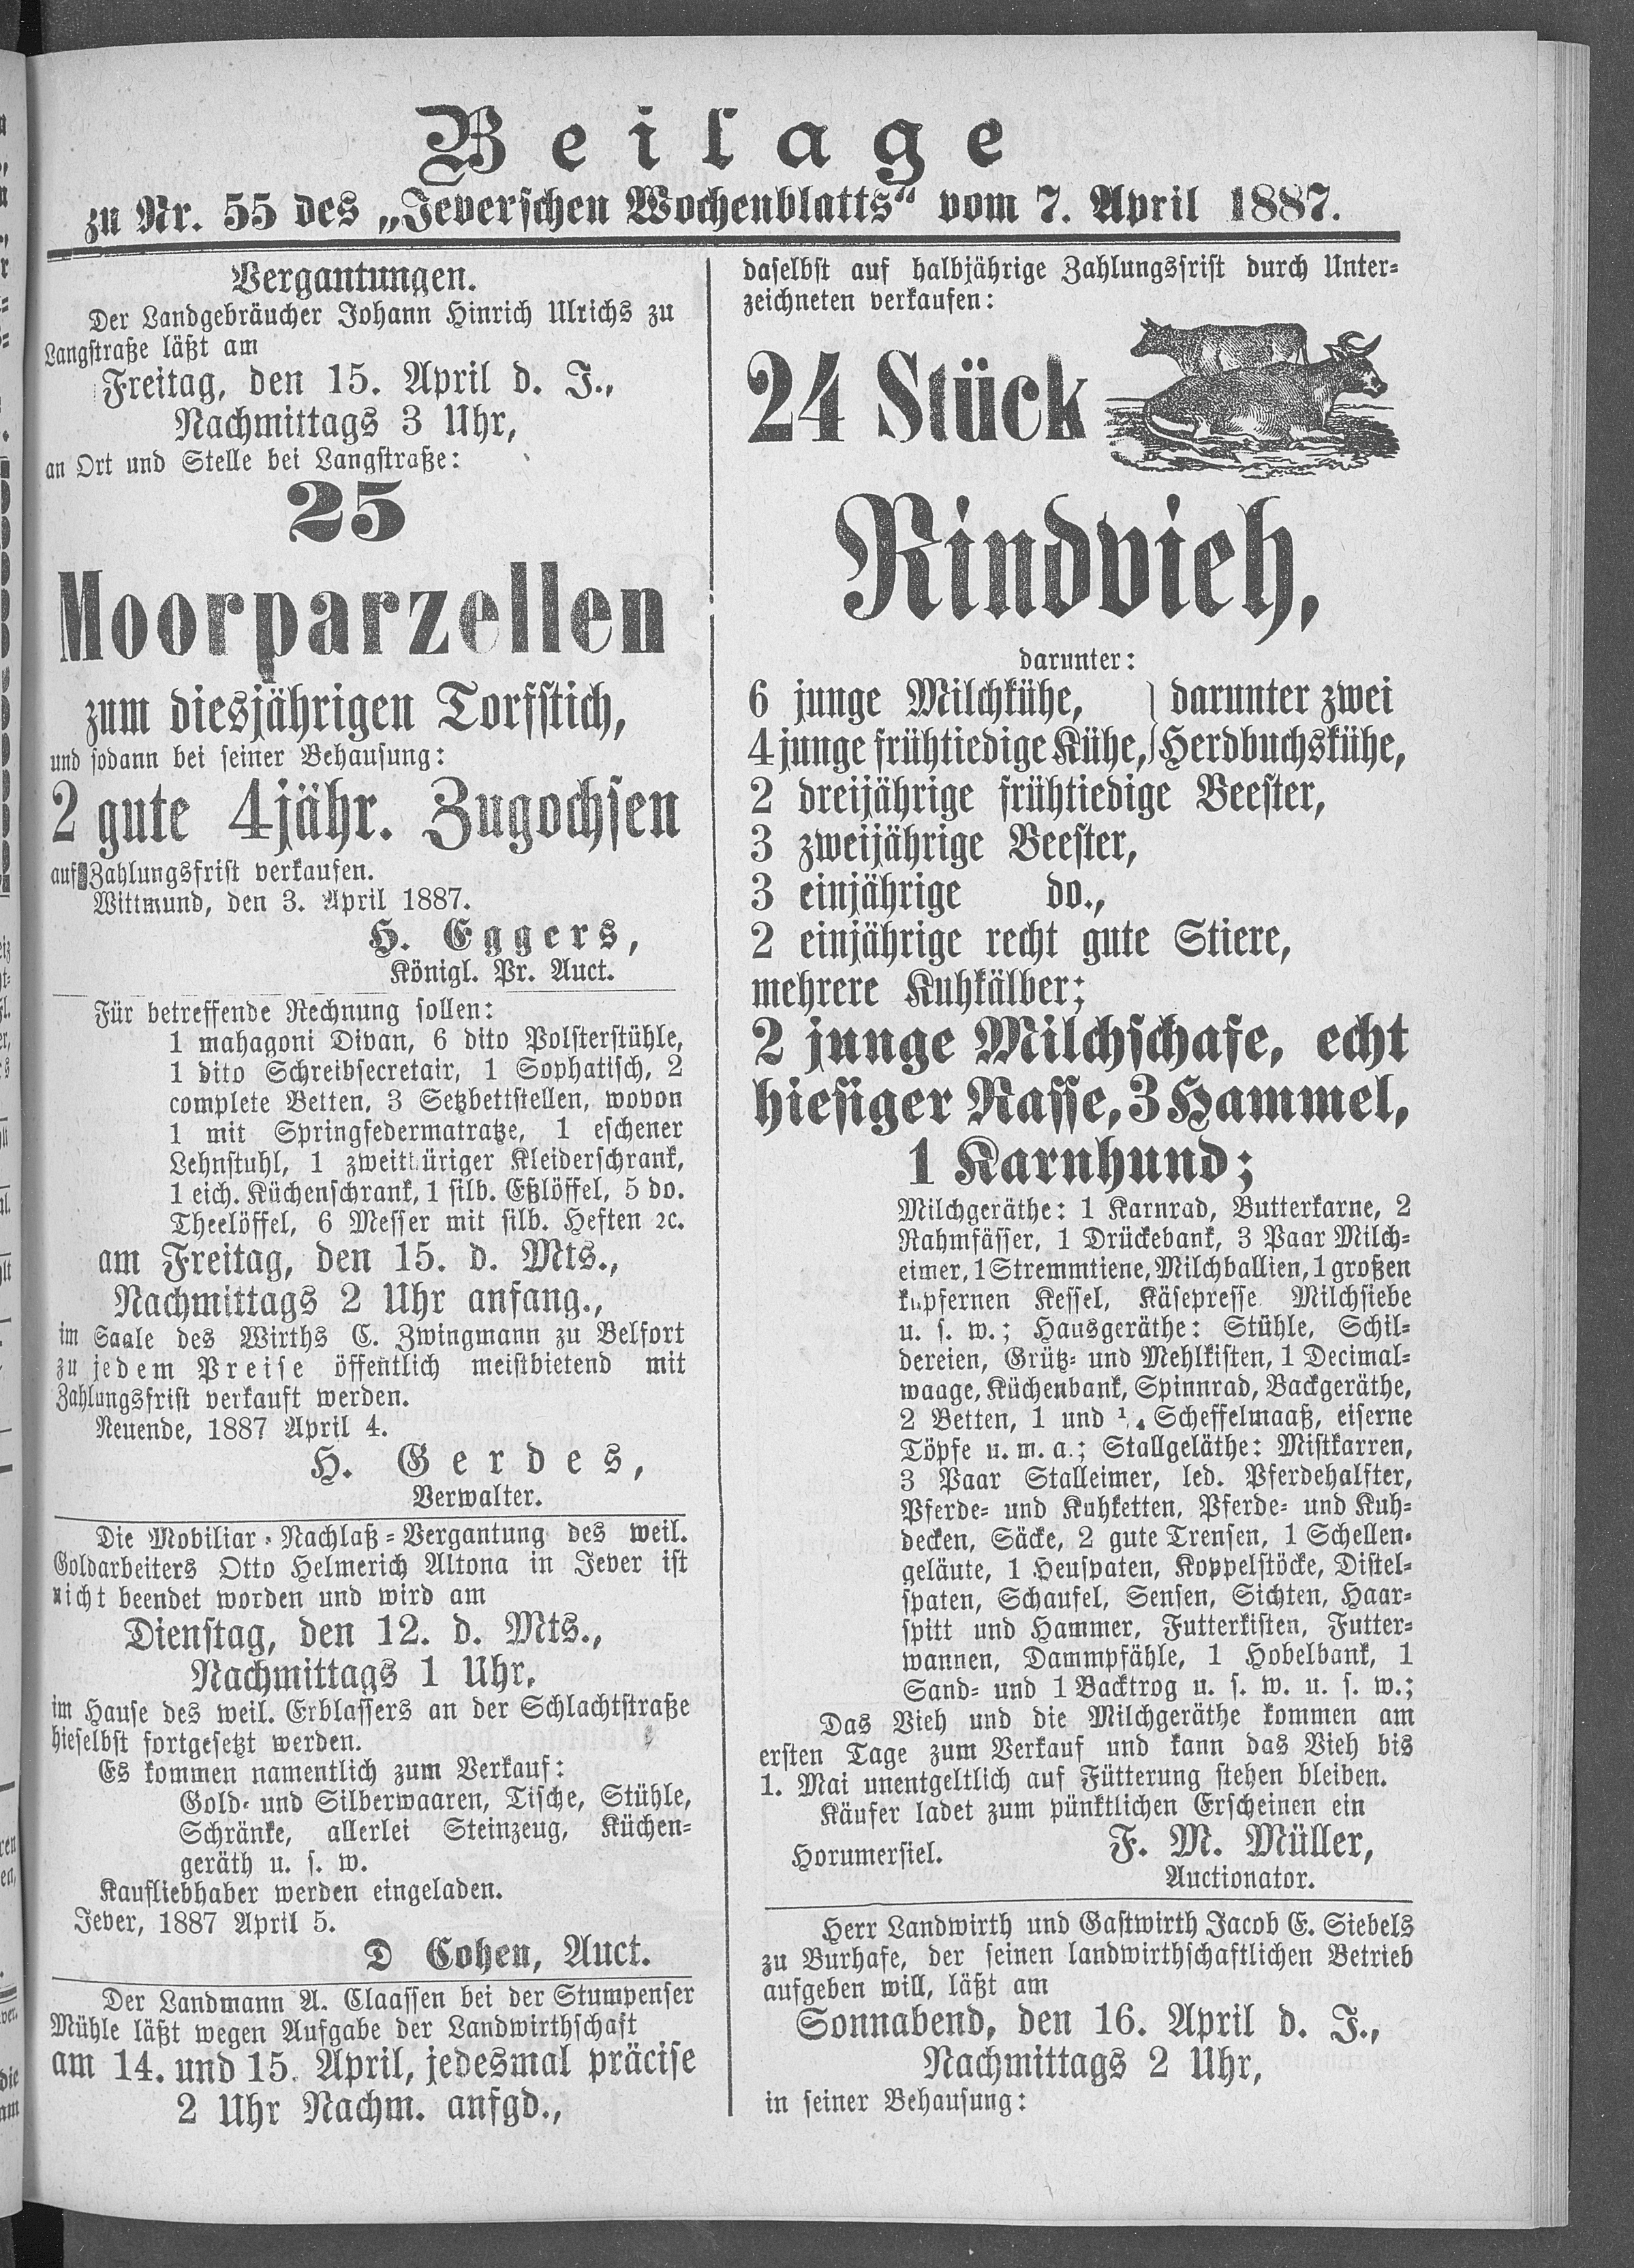 Beilage
zu Nr. 55 des „Jeverschen Wochenblatts“ vom 7. April 1887.
Vergantungen.
Der Landgebräucher Johann Hinrich Ulrichs zu
Langstraße läßt am
Freitag, den 15. April d. J.,
Nachmittags 3 Uhr,
an Ort und Stelle bei Langstraße:
25
Moorparzellen
zum diesjährigen Torfstich,
und sodann bei seiner Behausung:
2 gute 4jähr. Zugochsen
auf Zahlungsfrist verkaufen.
Wittmund, den 3. April 1887.
H. Eggers,
Königl. Pr. Auct.
Für betreffende Rechnung sollen:
1 mahagoni Divan, 6 dito Polsterstühle,
1 dito Schreibsecretair, 1 Sophatisch, 2
complete Betten, 3 Setzbettstellen, wovon
1 mit Springfedermatratze, 1 eschener
Lehnstuhl, 1 zweithüriger Kleiderschrank,
1 eich. Küchenschrank, 1 silb. Eßlöffel, 5 do.
Theelöffel, 6 Messer mit silb. Heften ꝛc.
am Freitag, den 15. d. Mts.,
Nachmittags 2 Uhr anfang.,
im Saale des Wirths C. Zwingmann zu Belfort
zu jedem Preise öffentlich meistbietend mit
Zahlungsfrist verkauft werden.
Neuende, 1887 April 4.
H. Gerdes,
Verwalter.
Die Mobiliar-Nachlaß-Vergantung des weil.
Goldarbeiters Otto Helmerich Altona in Jever ist
nicht beendet worden und wird am
Dienstag, den 12. d. Mts.,
Nachmittags 1 Uhr,
im Hause des weil. Erblassers an der Schlachtstraße
hieselbst fortgesetzt werden.
Es kommen namentlich zum Verkauf:
Gold- und Silberwaaren, Tische, Stühle,
Schränke, allerlei Steinzeug, Küchen-
geräth u. s. w.
Kaufliebhaber werden eingeladen.
Jever, 1887 April 5.
D Cohen, Auct.
Der Landmann A. Claassen bei der Stumpenser
Mühle läßt wegen Aufgabe der Landwirthschaft
am 14. und 15. April, jedesmal präcise
2 Uhr Nachm. anfgd.,
daselbst auf halbjährige Zahlungsfrist durch Unter-
zeichneten verkaufen:
24 Stück
Rindvieh,
darunter:
6 junge Milchkühe, } darunter zwei
4 junge frühtiedige Kühe, } Herdbuchskühe,
2 dreijährige frühtiedige Beester,
3 zweijährige Beester,
3 einjährige do.,
2 einjährige recht gute Stiere,
mehrere Kuhkälber;
2 junge Milchschafe, echt
hiesiger Rasse, 3 Hammel,
1 Karnhund;
Milchgeräthe: 1 Karnrad, Butterkarne, 2
Rahmfässer, 1 Drückebank, 3 Paar Milch-
eimer, 1 Stremmtiene, Milchballien, 1 großen
kupfernen Kessel, Käsepresse Milchsiebe
u. s. w.; Hausgeräthe: Stühle, Schil-
dereien, Grütz- und Mehlkisten, 1 Decimal-
waage, Küchenbank, Spinnrad, Backgeräthe,
2 Betten, 1 und ¼ Scheffelmaaß, eiserne
Töpfe u. m. a.; Stallgeläthe: Mistkarren,
3 Paar Stalleimer, led. Pferdehalfter,
Pferde- und Kuhketten, Pferde- und Kuh-
decken, Säcke, 2 gute Trensen, 1 Schellen-
geläute, 1 Heuspaten, Koppelstöcke, Distel-
spaten, Schaufel, Sensen, Sichten, Haar-
spitt und Hammer, Futterkisten, Futter-
wannen, Dammpfähle, 1 Hobelbank, 1
Sand- und 1 Backtrog u. s. w. u. s. w.;
Das Vieh und die Milchgeräthe kommen am
ersten Tage zum Verkauf und kann das Vieh bis
1. Mai unentgeltlich auf Fütterung stehen bleiben.
Käufer ladet zum pünktlichen Erscheinen ein
Horumersiel. F. M. Müller,
Auctionator.
Herr Landwirth und Gastwirth Jacob E. Siebels
zu Burhafe, der seinen landwirthschaftlichen Betrieb
aufgeben will, läßt am
Sonnabend, den 16. April d. J.,
Nachmittags 2 Uhr,
in seiner Behausung: